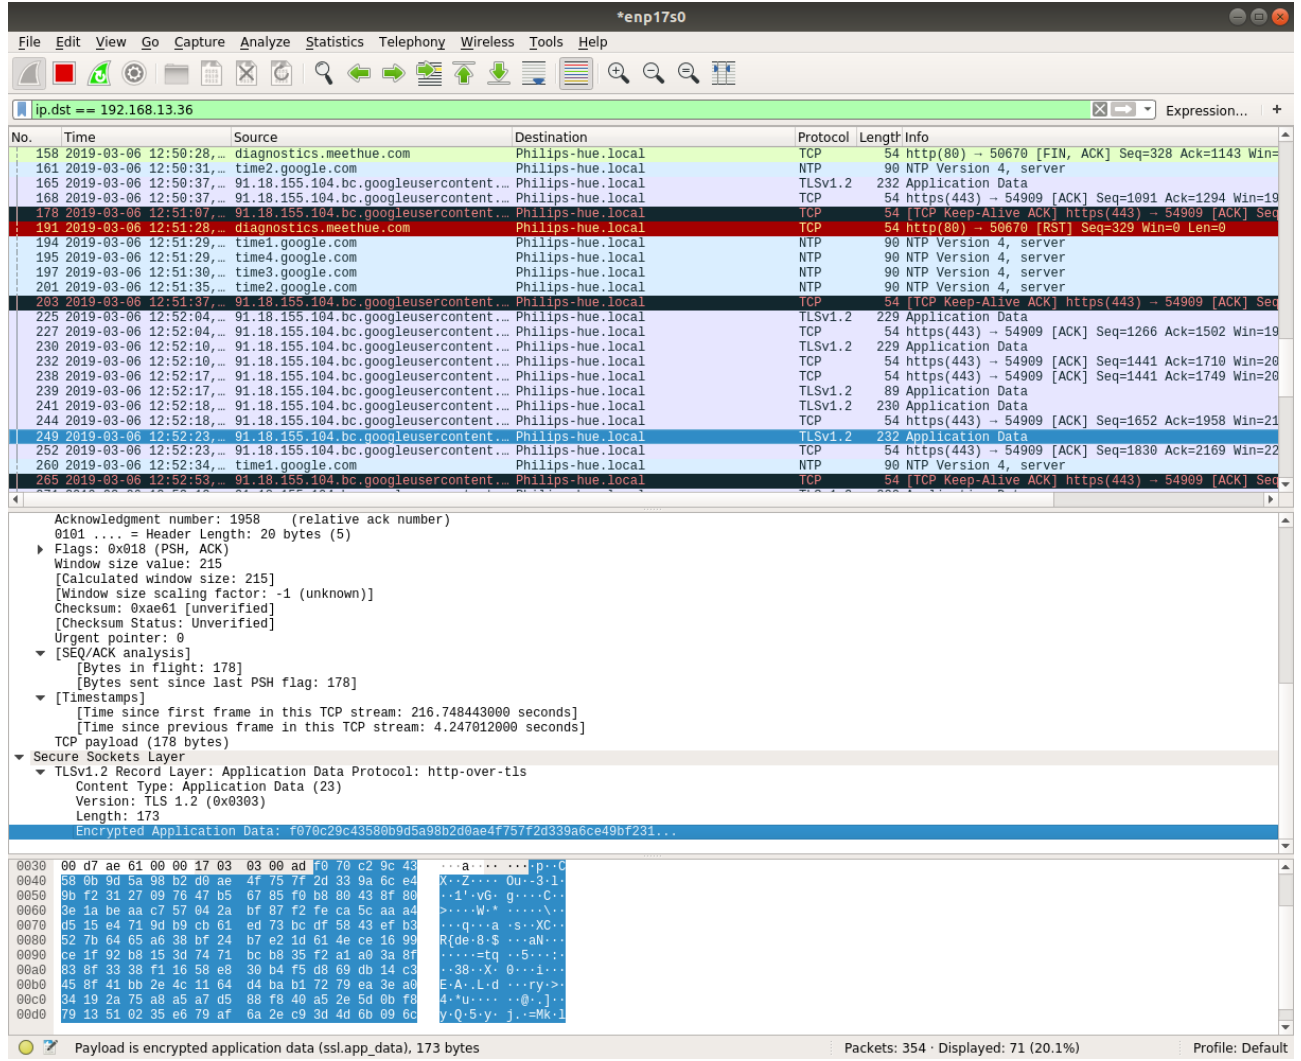 *enp17s0
File Edit View Go Capture Analyze Statistics Telephony Wireless Tools Help
ip.dst == 192.168.13.36 Expression... +
No. Time Source Destination Protocol Length Info
158 2019-03-06 12:50:28,… diagnostics.meethue.com Philips-hue.local TCP 54 http(80) → 50670 [FIN, ACK] Seq=328 Ack=1143 Win=
161 2019-03-06 12:50:31,… time2.google.com Philips-hue.local NTP 90 NTP Version 4, server
165 2019-03-06 12:50:37,… 91.18.155.104.bc.googleusercontent.… Philips-hue.local TLSv1.2 232 Application Data
168 2019-03-06 12:50:37,… 91.18.155.104.bc.googleusercontent.… Philips-hue.local TCP 54 https(443) → 54909 [ACK] Seq=1091 Ack=1294 Win=19
178 2019-03-06 12:51:07,… 91.18.155.104.bc.googleusercontent.… Philips-hue.local TCP 54 [TCP Keep-Alive ACK] https(443) → 54909 [ACK] Seq
191 2019-03-06 12:51:28,… diagnostics.meethue.com Philips-hue.local TCP 54 http(80) → 50670 [RST] Seq=329 Win=0 Len=0
194 2019-03-06 12:51:29,… time1.google.com Philips-hue.local NTP 90 NTP Version 4, server
195 2019-03-06 12:51:29,… time4.google.com Philips-hue.local NTP 90 NTP Version 4, server
197 2019-03-06 12:51:30,… time3.google.com Philips-hue.local NTP 90 NTP Version 4, server
201 2019-03-06 12:51:35,… time2.google.com Philips-hue.local NTP 90 NTP Version 4, server
203 2019-03-06 12:51:37,… 91.18.155.104.bc.googleusercontent.… Philips-hue.local TCP 54 [TCP Keep-Alive ACK] https(443) → 54909 [ACK] Seq
225 2019-03-06 12:52:04,… 91.18.155.104.bc.googleusercontent.… Philips-hue.local TLSv1.2 229 Application Data
227 2019-03-06 12:52:04,… 91.18.155.104.bc.googleusercontent.… Philips-hue.local TCP 54 https(443) → 54909 [ACK] Seq=1266 Ack=1502 Win=19
230 2019-03-06 12:52:10,… 91.18.155.104.bc.googleusercontent.… Philips-hue.local TLSv1.2 229 Application Data
232 2019-03-06 12:52:10,… 91.18.155.104.bc.googleusercontent.… Philips-hue.local TCP 54 https(443) → 54909 [ACK] Seq=1441 Ack=1710 Win=20
238 2019-03-06 12:52:17,… 91.18.155.104.bc.googleusercontent.… Philips-hue.local TCP 54 https(443) → 54909 [ACK] Seq=1441 Ack=1749 Win=20
239 2019-03-06 12:52:17,… 91.18.155.104.bc.googleusercontent.… Philips-hue.local TLSv1.2 89 Application Data
241 2019-03-06 12:52:18,… 91.18.155.104.bc.googleusercontent.… Philips-hue.local TLSv1.2 230 Application Data
244 2019-03-06 12:52:18,… 91.18.155.104.bc.googleusercontent.… Philips-hue.local TCP 54 https(443) → 54909 [ACK] Seq=1652 Ack=1958 Win=21
249 2019-03-06 12:52:23,… 91.18.155.104.bc.googleusercontent.… Philips-hue.local TLSv1.2 232 Application Data
252 2019-03-06 12:52:23,… 91.18.155.104.bc.googleusercontent.… Philips-hue.local TCP 54 https(443) → 54909 [ACK] Seq=1830 Ack=2169 Win=22
260 2019-03-06 12:52:34,… time1.google.com Philips-hue.local NTP 90 NTP Version 4, server
265 2019-03-06 12:52:53,… 91.18.155.104.bc.googleusercontent.… Philips-hue.local TCP 54 [TCP Keep-Alive ACK] https(443) → 54909 [ACK] Seq
Acknowledgment number: 1958 (relative ack number)
0101 .... = Header Length: 20 bytes (5)
Flags: 0x018 (PSH, ACK)
Window size value: 215
[Calculated window size: 215]
[Window size scaling factor: -1 (unknown)]
Checksum: 0xae61 [unverified]
[Checksum Status: Unverified]
Urgent pointer: 0
[SEQ/ACK analysis]
[Bytes in flight: 178]
[Bytes sent since last PSH flag: 178]
[Timestamps]
[Time since first frame in this TCP stream: 216.748443000 seconds]
[Time since previous frame in this TCP stream: 4.247012000 seconds]
TCP payload (178 bytes)
Secure Sockets Layer
TLSv1.2 Record Layer: Application Data Protocol: http-over-tls
Content Type: Application Data (23)
Version: TLS 1.2 (0x0303)
Length: 173
Encrypted Application Data: f070c29c43580b9d5a98b2d0ae4f757f2d339a6ce49bf231...
0030 00 d7 ae 61 00 00 17 03 03 00 ad f0 70 c2 9c 43 ···a···· ····p··C
0040 58 0b 9d 5a 98 b2 d0 ae 4f 75 7f 2d 33 9a 6c e4 X··Z···· Ou·-3·l·
0050 9b f2 31 27 09 76 47 b5 67 85 f0 b8 80 43 8f 80 ··1'·vG· g····C··
0060 3e 1a be aa c7 57 04 2a bf 87 f2 fe ca 5c aa a4 >····W·* ·····\··
0070 d5 15 e4 71 9d b9 cb 61 ed 73 bc df 58 43 ef b3 ···q···a ·s··XC··
0080 52 7b 64 65 a6 38 bf 24 b7 e2 1d 61 4e ce 16 99 R{de·8·$ ···aN···
0090 ce 1f 92 b8 15 3d 74 71 bc b8 35 f2 a1 a0 3a 8f ·····=tq ··5···:·
00a0 83 8f 33 38 f1 16 58 e8 30 b4 f5 d8 69 db 14 c3 ··38··X· 0···i···
00b0 45 8f 41 bb 2e 4c 11 64 d4 ba b1 72 79 ea 3e a0 E·A·.L·d ···ry·>·
00c0 34 19 2a 75 a8 a5 a7 d5 88 f8 40 a5 2e 5d 0b f8 4·*u···· ··@·.]··
00d0 79 13 51 02 35 e6 79 af 6a 2e c9 3d 4d 6b 09 6c y·Q·5·y· j.·=Mk·l
Payload is encrypted application data (ssl.app_data), 173 bytes Packets: 354 · Displayed: 71 (20.1%) Profile: Default